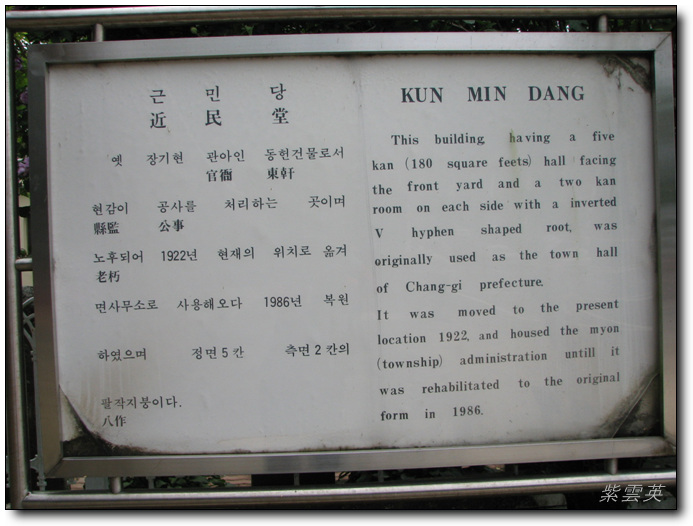 근 민 당
近 民 堂
옛 장기현 관아인 동헌건물로서
官衙 東軒
현감이 공사를 처리하는 곳이며
縣監 公事
노후되어 1922년 현재의 위치로 옮겨
老朽
면사무소로 사용해오다 1986년 복원
하였으며 정면 5 칸 측면 2 칸의
팔작지붕이다.
八作
KUN MIN DANG
This building, having a five
kan (180 square feets) hall facing
the front yard and a two kan
room on each side with a inverted
V hyphen shaped root, was
originally used as the town hall
of Chang-gi prefecture.
It was moved to the present
location 1922, and housed the myon
(township) administration untill it
was rehabilitated to the original
form in 1986.
紫雲英